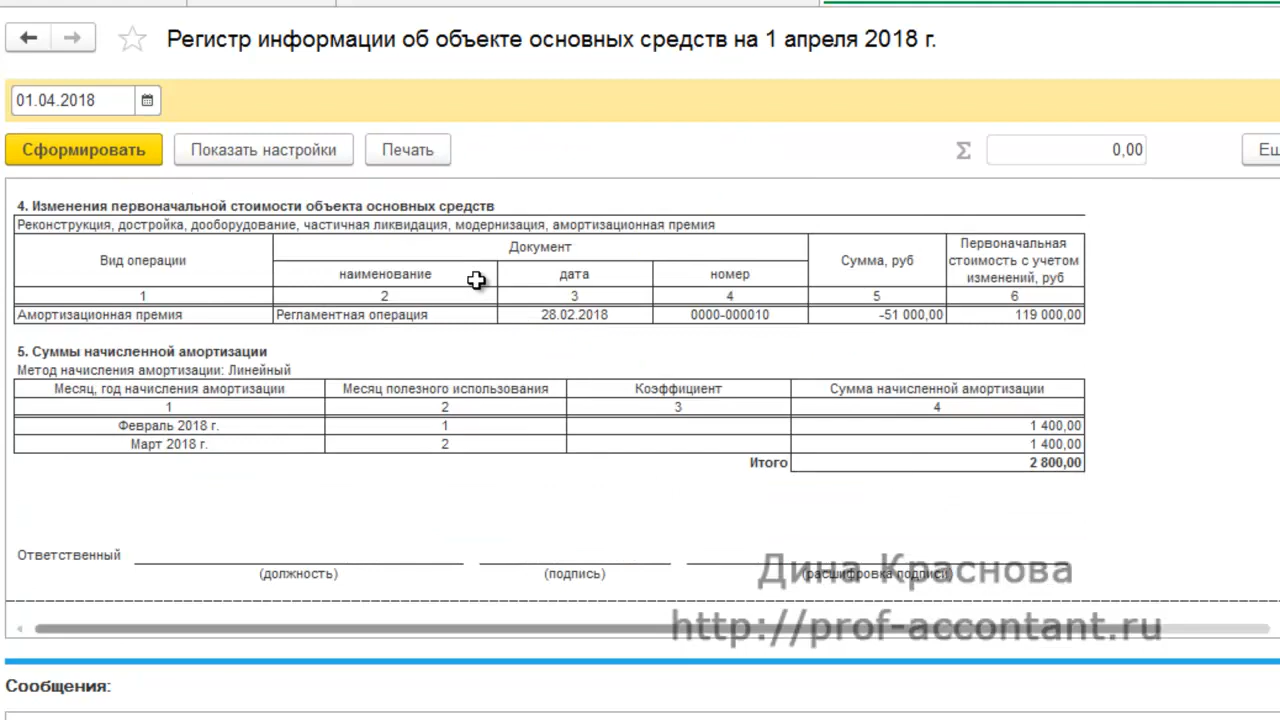 Регистр информации об объекте основных средств на 1 апреля 2018 г.
01.04.2018
Сформировать Показать настройки Печать Σ 0,00 Ещ
4. Изменения первоначальной стоимости объекта основных средств
Реконструкция, достройка, дооборудование, частичная ликвидация, модернизация, амортизационная премия
Вид операции Документ Сумма, руб Первоначальная стоимость с учетом изменений, руб
наименование дата номер
1 2 3 4 5 6
Амортизационная премия Регламентная операция 28.02.2018 0000-000010 -51 000,00 119 000,00
5. Суммы начисленной амортизации
Метод начисления амортизации: Линейный
Месяц, год начисления амортизации Месяц полезного использования Коэффициент Сумма начисленной амортизации
1 2 3 4
Февраль 2018 г. 1 1 400,00
Март 2018 г. 2 1 400,00
Итого 2 800,00
Ответственный
(должность) (подпись) (расшифровка подписи)
Дина Краснова
http://prof-accontant.ru
Сообщения: